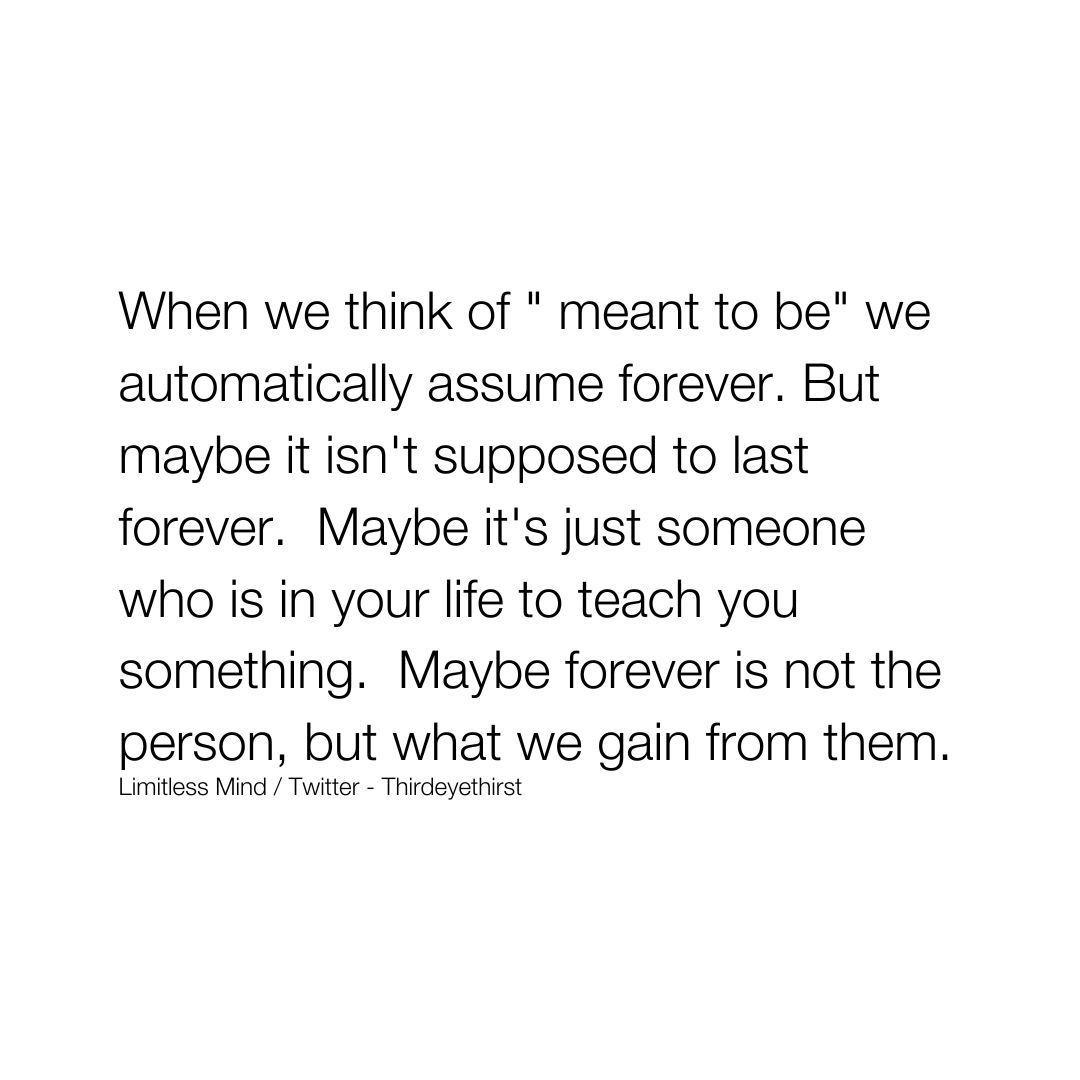 When we think of " meant to be" we
automatically assume forever. But
maybe it isn't supposed to last
forever.  Maybe it's just someone
who is in your life to teach you
something.  Maybe forever is not the
person, but what we gain from them.
Limitless Mind / Twitter - Thirdeyethirst